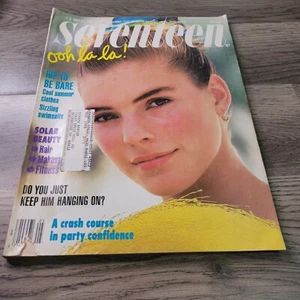 seventeen
ooh la la!
TO BE
BARE
Cool summer
clothes
Sizzling
swimsuits
SOLAR
BEAUTY
Hair
Makeup
Fitness
DO YOU JUST
KEEP HIM HANGING ON?
A crash course
in party confidence